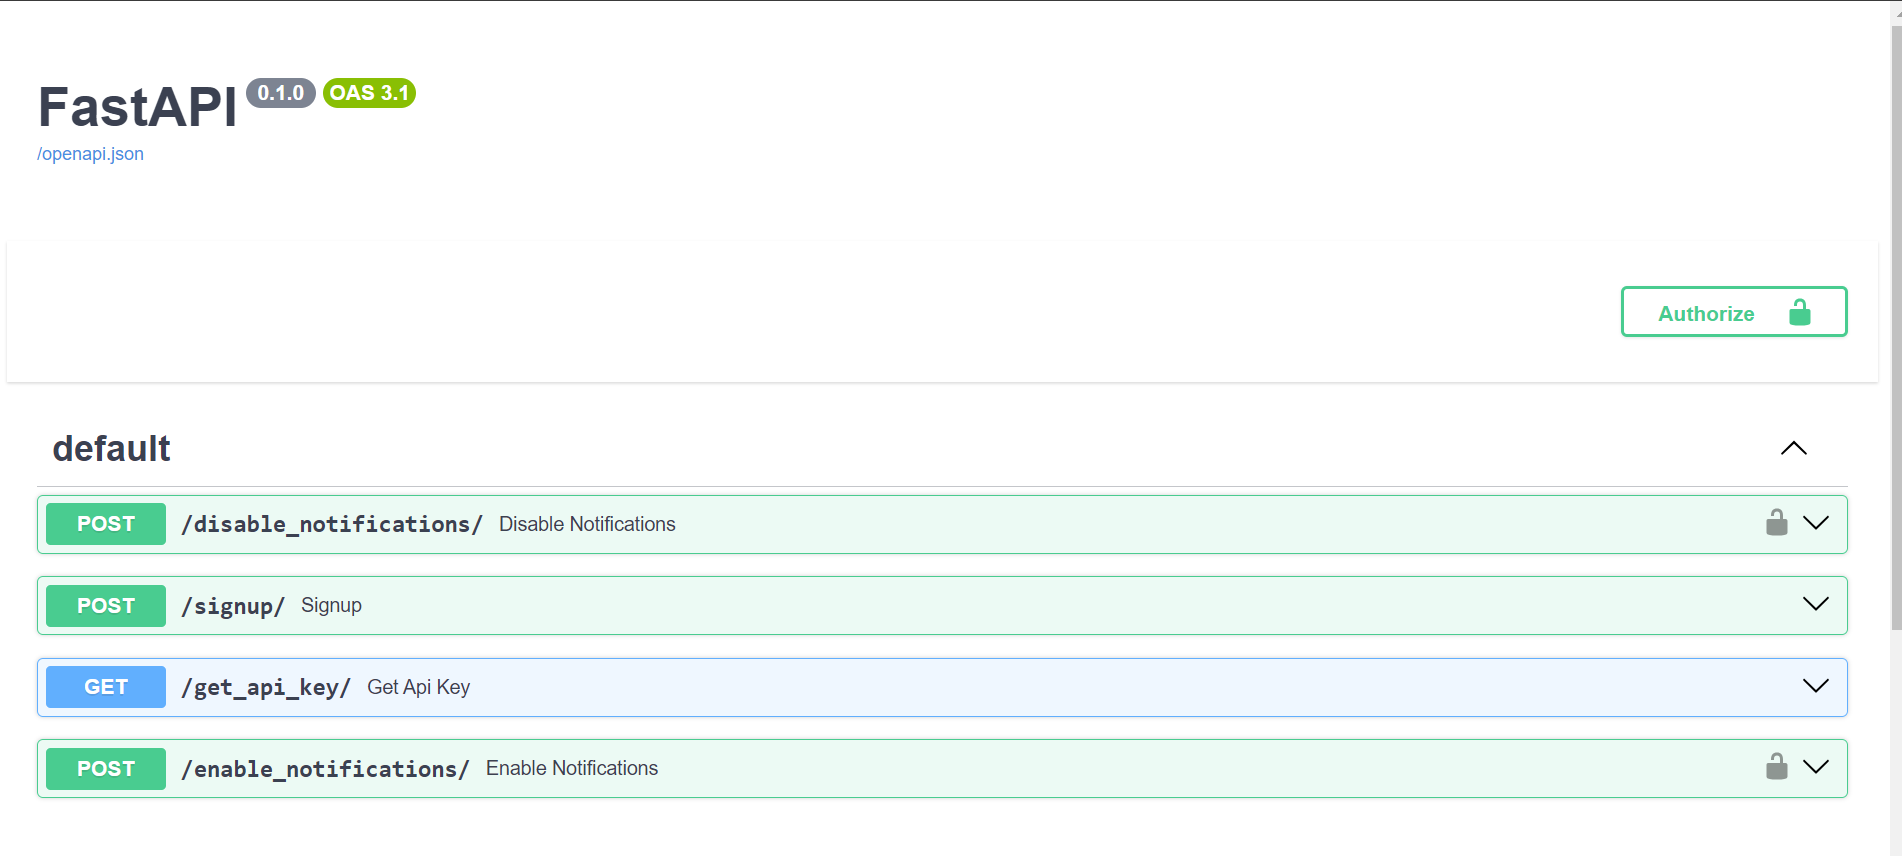 FastAPI 0.1.0 OAS 3.1
/openapi.json
Authorize
default
POST /disable_notifications/ Disable Notifications
POST /signup/ Signup
GET /get_api_key/ Get Api Key
POST /enable_notifications/ Enable Notifications